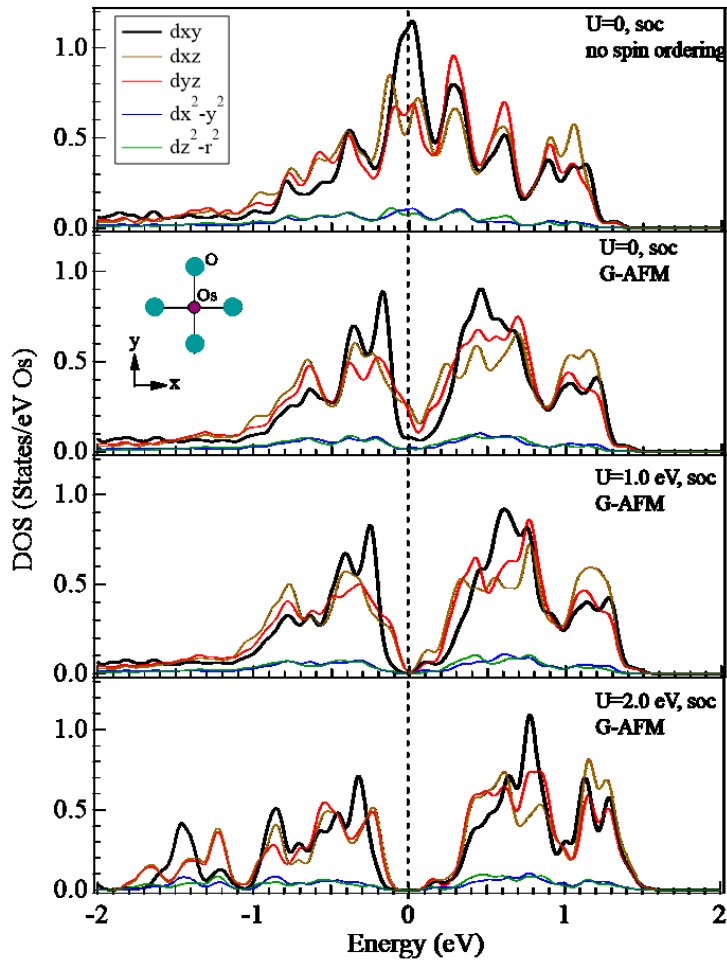 U=0, soc
no spin ordering
dxy
dxz
dyz
dx²-y²
dz²-r²
1.0
0.5
0.0
U=0, soc
G-AFM
O
Os
y
x
1.0
0.5
0.0
U=1.0 eV, soc
G-AFM
1.0
0.5
0.0
U=2.0 eV, soc
G-AFM
1.0
0.5
0.0
DOS (States/eV Os)
-2 -1 0 1 2
Energy (eV)